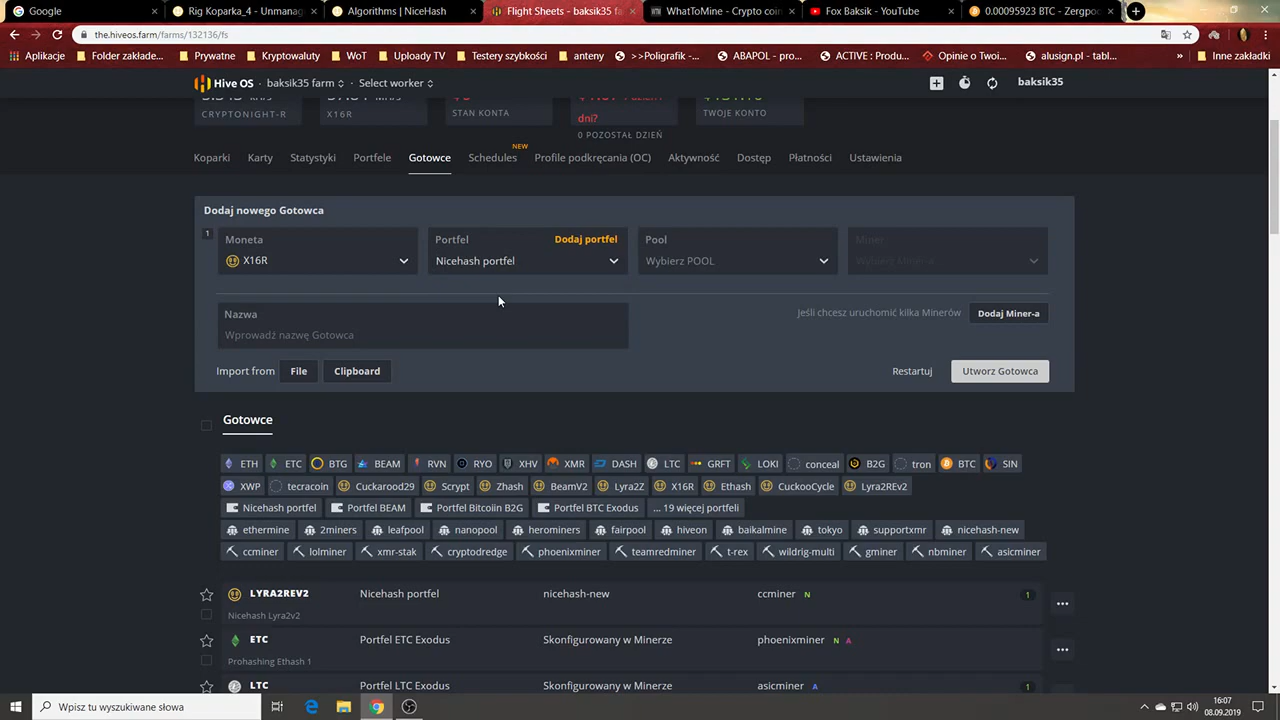 Google
Rig Koparka_4 - Unmana
Algorithms | NiceHash
Flight Sheets - baksik35 fa
WhatToMine - Crypto coin
Fox Baksik - YouTube
0.00095923 BTC - Zergpoo
the.hiveos.farm/farms/132136/fs
Aplikacje
Folder zakłade...
Prywatne
Krypto
WoT
Uploady TV
Testery szybkości
anteny
>>Poligrafik - ...
ABAPOL - pro...
ACTIVE : Produ...
Opinie o Twoi...
alusign.pl - tabl...
Inne zakładki
Hive OS
baksik35 farm
Select worker
baksik35
CRYPTONIGHT-R
X16R
STAN KONTA
dni?
0 POZOSTAŁ DZIEŃ
TWOJE KONTO
Koparki
Karty
Statystyki
Portfele
Gotowce
Schedules
NEW
Profile podkręcania (OC)
Aktywność
Dostęp
Płatności
Ustawienia
Dodaj nowego Gotowca
1
Moneta
X16R
Portfel
Dodaj portfel
Nicehash portfel
Pool
Wybierz POOL
Miner
Wybierz Miner-a
Nazwa
Wprowadź nazwę Gotowca
Jeśli chcesz uruchomić kilka Minerów
Dodaj Miner-a
Import from
File
Clipboard
Restartuj
Utworz Gotowca
Gotowce
ETH ETC BTG BEAM RVN RYO XHV XMR DASH LTC GRFT LOKI conceal B2G tron BTC SIN
XWP tecracoin Cuckarood29 Scrypt Zhash BeamV2 Lyra2Z X16R Ethash CuckooCycle Lyra2REv2
Nicehash portfel Portfel BEAM Portfel Bitcoiin B2G Portfel BTC Exodus ... 19 więcej portfeli
ethermine 2miners leafpool nanopool herominers fairpool hiveon baikalmine tokyo supportxmr nicehash-new
ccminer lolminer xmr-stak cryptodredge phoenixminer teamredminer t-rex wildrig-multi gminer nbminer asicminer
LYRA2REV2 Nicehash portfel nicehash-new ccminer N 1
Nicehash Lyra2v2
ETC Portfel ETC Exodus Skonfigurowany w Minerze phoenixminer N A
Prohashing Ethash 1
LTC Portfel LTC Exodus Skonfigurowany w Minerze asicminer A 1
Wpisz tu wyszukiwane słowa
16:07
08.09.2019